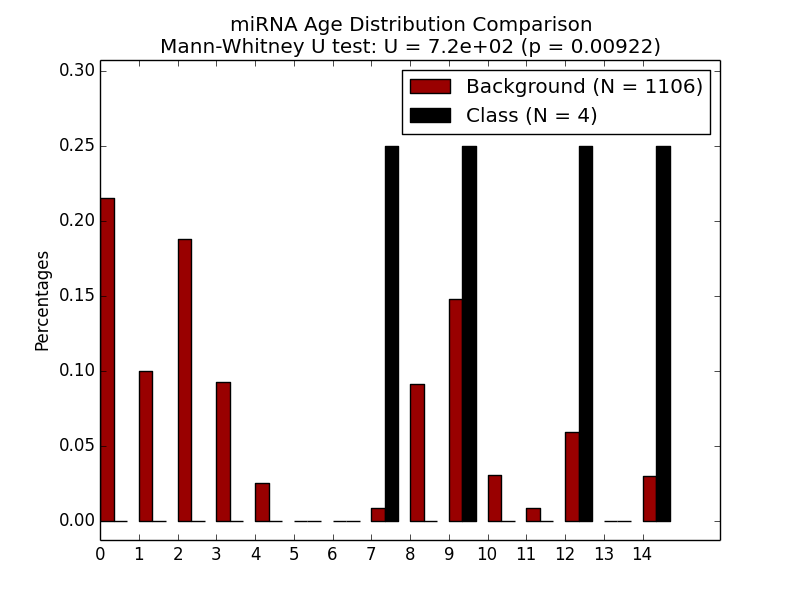 miRNA Age Distribution Comparison
Mann-Whitney U test: U = 7.2e+02 (p = 0.00922)
Background (N = 1106)
Class (N = 4)
Percentages
0.30
0.25
0.20
0.15
0.10
0.05
0.00
0 1 2 3 4 5 6 7 8 9 10 11 12 13 14